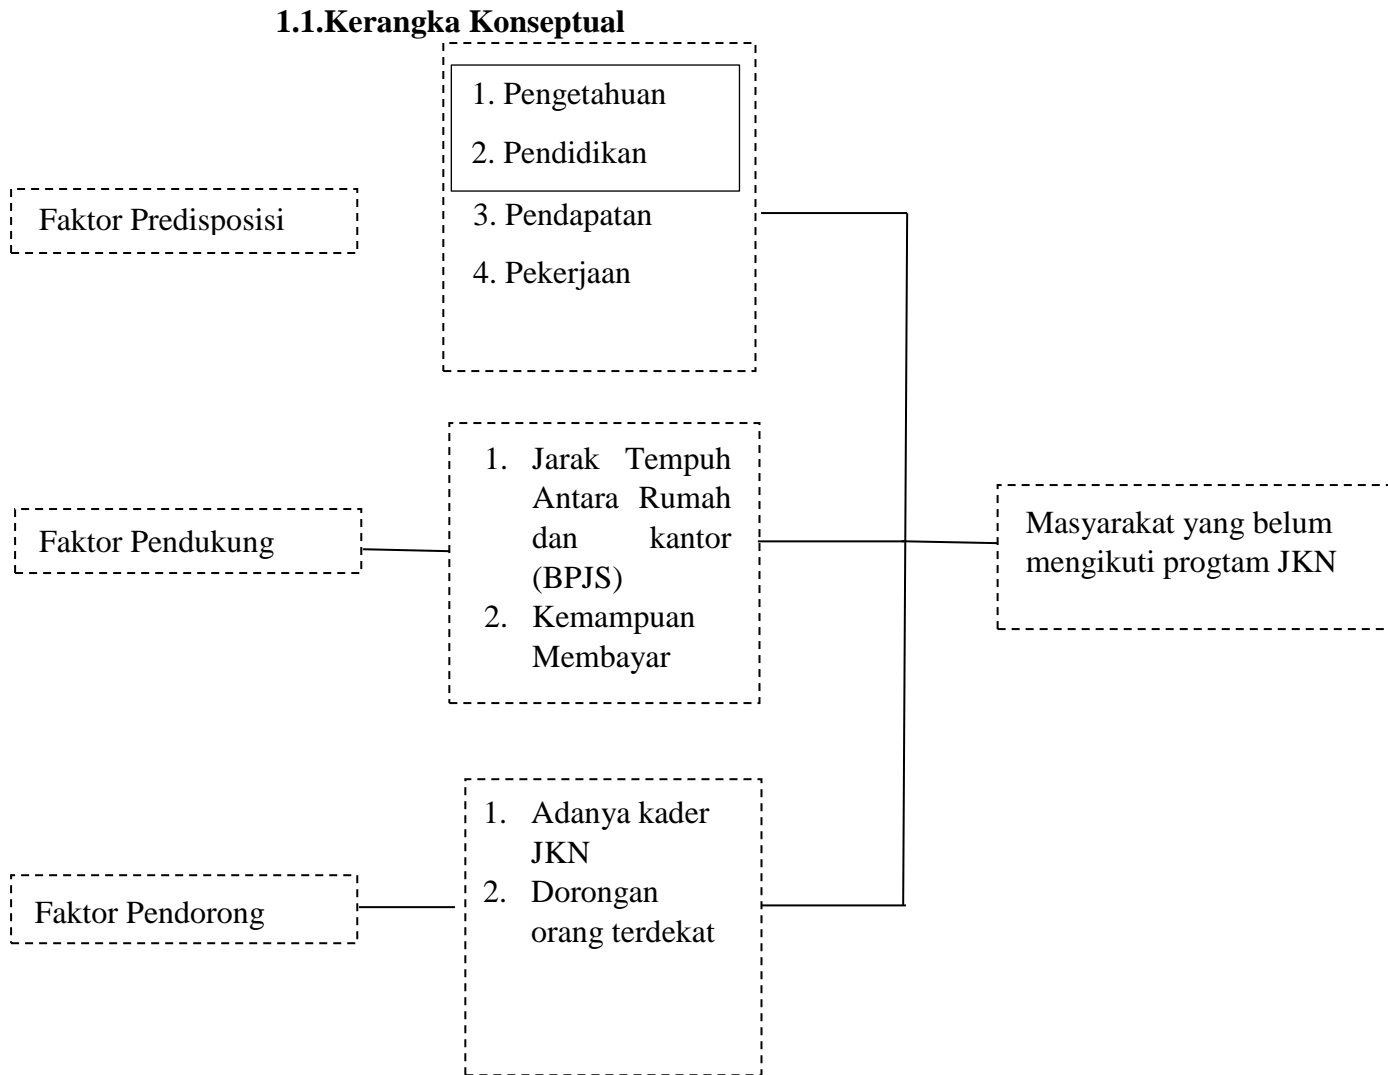 1.1.Kerangka Konseptual
1. Pengetahuan
2. Pendidikan
Faktor Predisposisi
3. Pendapatan
4. Pekerjaan
Faktor Pendukung
1. Jarak Tempuh
Antara Rumah
dan kantor
(BPJS)
2. Kemampuan
Membayar
Masyarakat yang belum
mengikuti progtam JKN
Faktor Pendorong
1. Adanya kader
JKN
2. Dorongan
orang terdekat